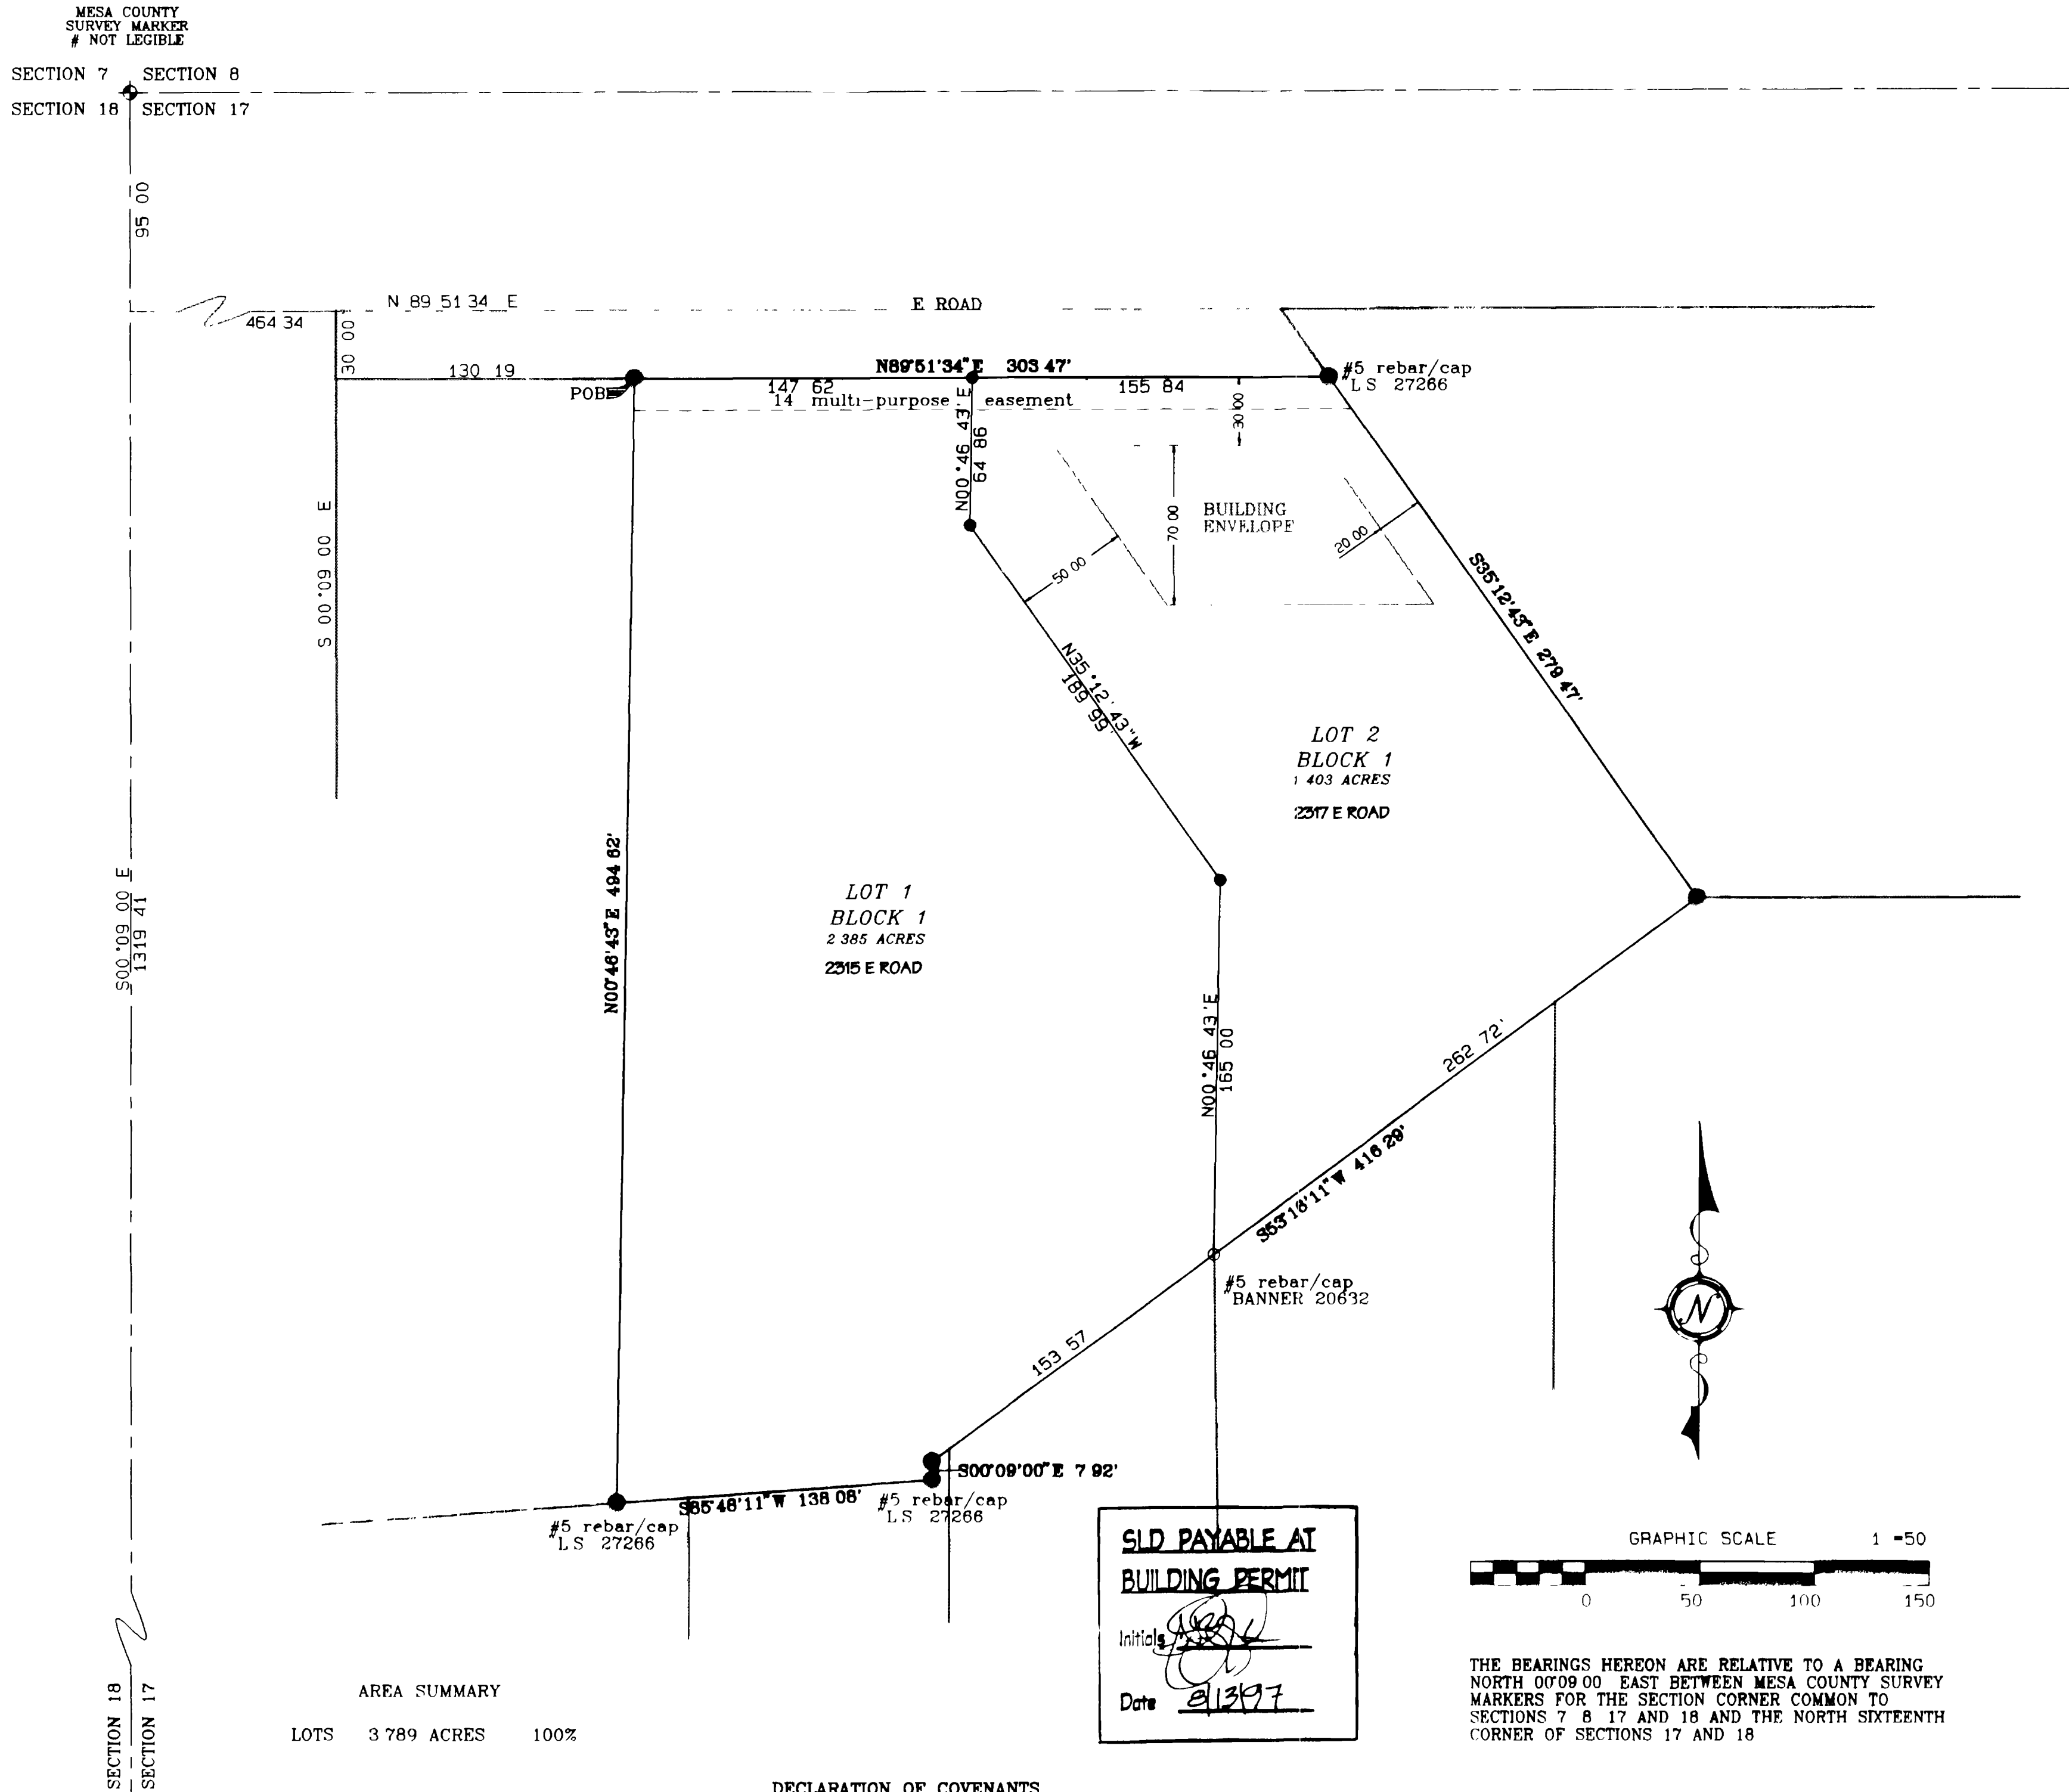 MESA COUNTY
SURVEY MARKER
# NOT LEGIBLE
SECTION 7 SECTION 8
SECTION 18 SECTION 17
95 00
N 89 51 34 E
E ROAD
464 34
30 00
130 19
POB
N89°51'34"E 303 47'
147 62
155 84
14 multi-purpose easement
#5 rebar/cap
LS 27266
N00°46 43 E
64 86
30 00
S 00°09 00 E
70 00
BUILDING
ENVELOPE
50 00
20 00
S35°12'43"E 279 47'
N35°12'43"W
189 99'
LOT 2
BLOCK 1
1 403 ACRES
2317 E ROAD
N00°46'43"E 494 62'
LOT 1
BLOCK 1
2 385 ACRES
2315 E ROAD
S00°09 00 E
1319 41
N00°46 43 E
165 00
262 72'
S53°16'11"W 416 29'
#5 rebar/cap
BANNER 20632
153 57
S00°09'00"E 7 92'
S85°48'11"W 138 08'
#5 rebar/cap
LS 27266
#5 rebar/cap
LS 27266
N
SLD PAYABLE AT
BUILDING PERMIT
Initials
Date 8/13/97
GRAPHIC SCALE 1 =50
0 50 100 150
THE BEARINGS HEREON ARE RELATIVE TO A BEARING
NORTH 00°09 00 EAST BETWEEN MESA COUNTY SURVEY
MARKERS FOR THE SECTION CORNER COMMON TO
SECTIONS 7 8 17 AND 18 AND THE NORTH SIXTEENTH
CORNER OF SECTIONS 17 AND 18
SECTION 18
SECTION 17
AREA SUMMARY
LOTS 3 789 ACRES 100%
DECLARATION OF COVENANTS